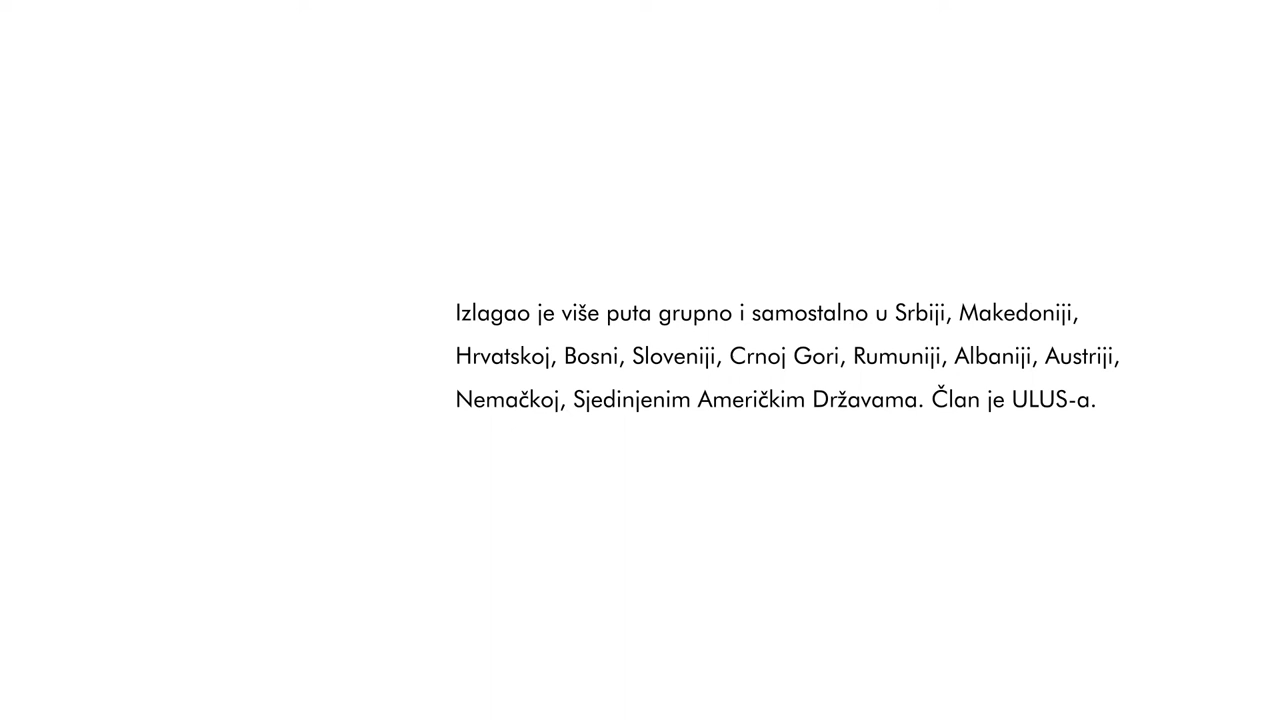 Izlagao je više puta grupno i samostalno u Srbiji, Makedoniji,
Hrvatskoj, Bosni, Sloveniji, Crnoj Gori, Rumuniji, Albaniji, Austriji,
Nemačkoj, Sjedinjenim Američkim Državama. Član je ULUS-a.